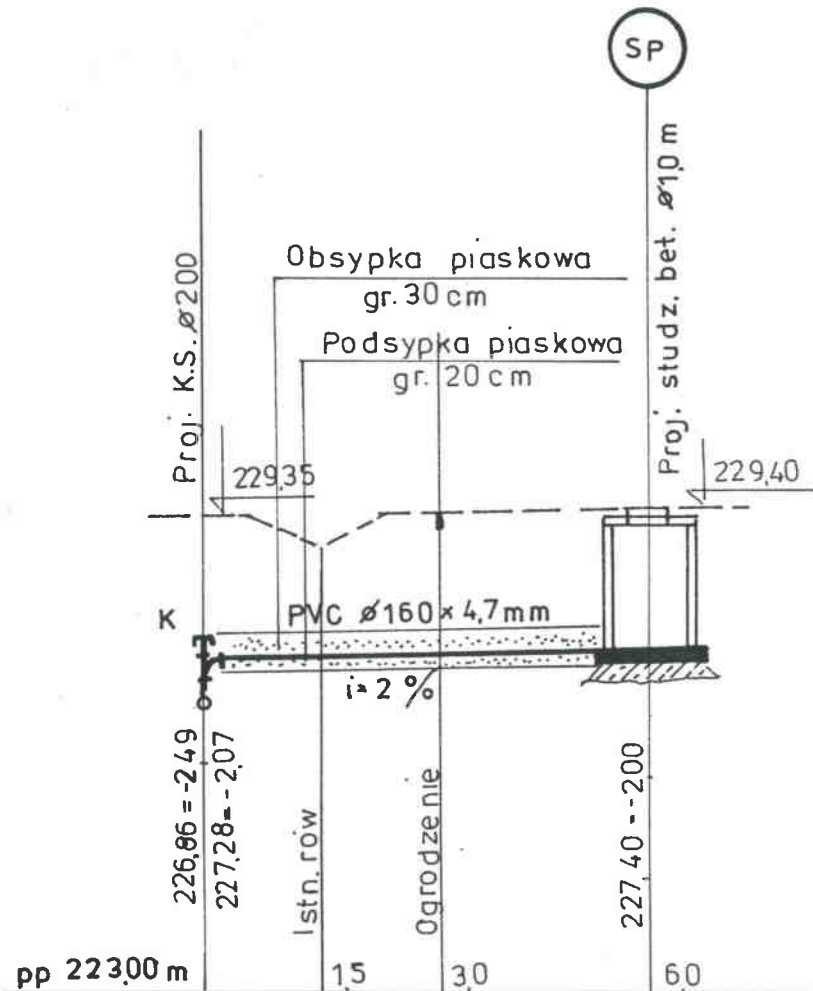 SP
Proj. K.S. ø200
Proj. studz. bet. ø1,0 m
Obsypka piaskowa
gr. 30 cm
Podsypka piaskowa
gr. 20 cm
229,35
229,40
K
PVC ø160 × 4,7mm
i=2%
226,86 = -2,49
227,28 = -2,07
Istn. rów
Ogrodzenie
227,40 = -2,00
pp 223,00 m
1,5
3,0
6,0